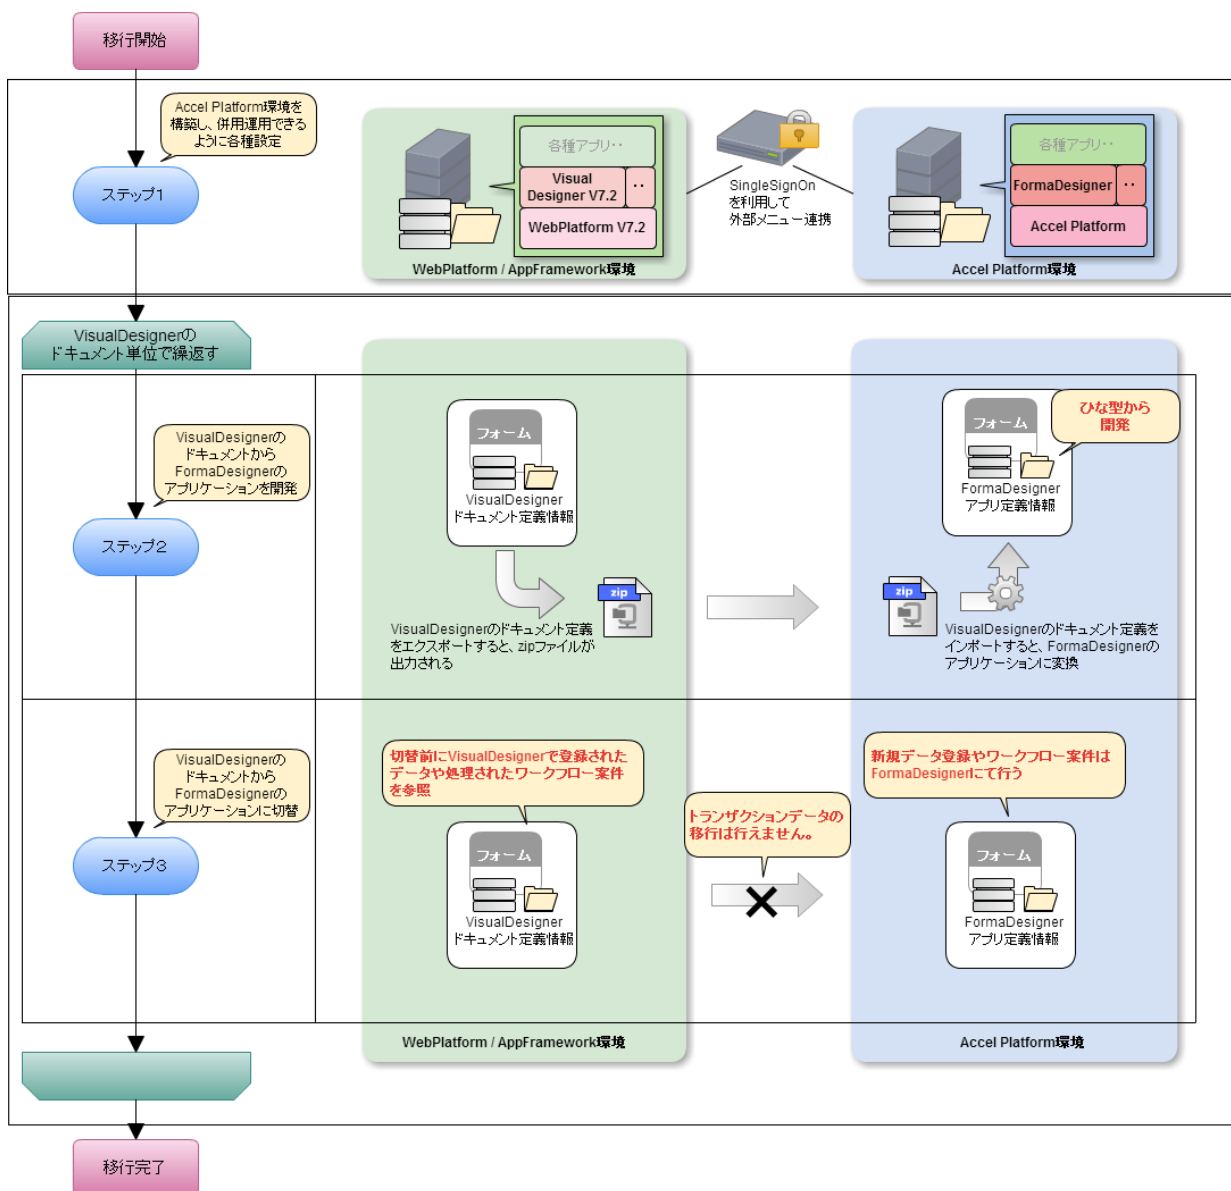 移行開始
Accel Platform環境を
構築し、併用運用できる
ように各種設定
ステップ1
各種アプリ‥
Visual
Designer V7.2
‥
WebPlatform V7.2
WebPlatform / AppFramework環境
SingleSignOn
を利用して
外部メニュー連携
各種アプリ‥
FormaDesigner
‥
Accel Platform
Accel Platform環境
VisualDesignerの
ドキュメント単位で繰返す
VisualDesignerの
ドキュメントから
FormaDesignerの
アプリケーションを開発
ステップ2
フォーム
VisualDesigner
ドキュメント定義情報
zip
VisualDesignerのドキュメント定義
をエクスポートすると、zipファイルが
出力される
ひな型から
開発
フォーム
FormaDesigner
アプリ定義情報
zip
VisualDesignerのドキュメント定義を
インポートすると、FormaDesignerの
アプリケーションに変換
VisualDesignerの
ドキュメントから
FormaDesignerの
アプリケーションに切替
ステップ3
切替前にVisualDesignerで登録された
データや処理されたワークフロー案件
を参照
フォーム
VisualDesigner
ドキュメント定義情報
トランザクションデータの
移行は行えません。
新規データ登録やワークフロー案件は
FormaDesignerにて行う
フォーム
FormaDesigner
アプリ定義情報
WebPlatform / AppFramework環境
Accel Platform環境
移行完了